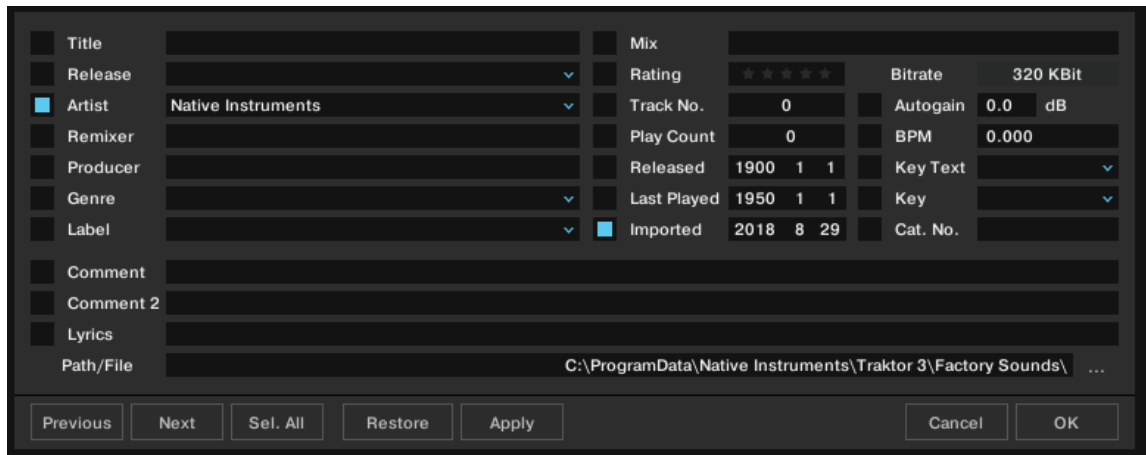 Title Mix
Release Rating Bitrate 320 KBit
Artist Native Instruments Track No. 0 Autogain 0.0 dB
Remixer Play Count 0 BPM 0.000
Producer Released 1900 1 1 Key Text
Genre Last Played 1950 1 1 Key
Label Imported 2018 8 29 Cat. No.
Comment
Comment 2
Lyrics
Path/File C:\ProgramData\Native Instruments\Traktor 3\Factory Sounds\ ...
Previous Next Sel. All Restore Apply Cancel OK